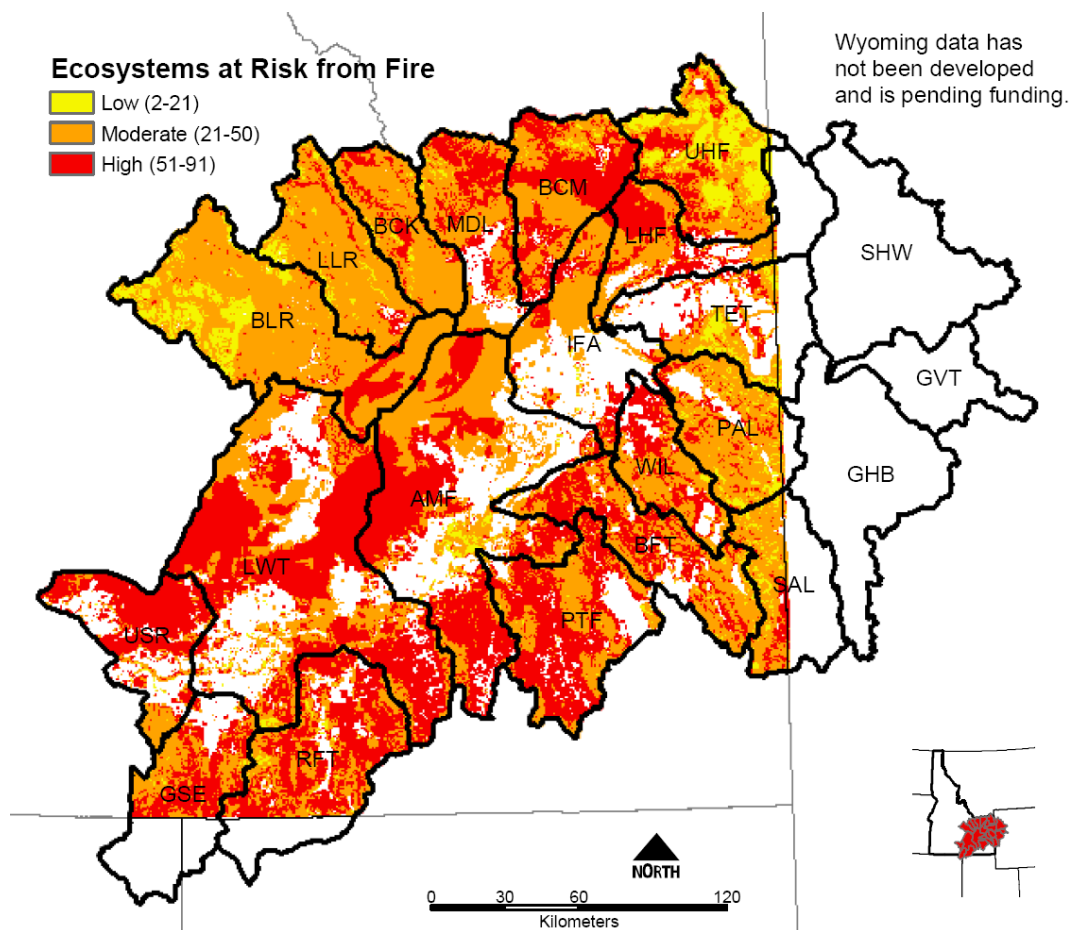 Wyoming data has
not been developed
and is pending funding.
Ecosystems at Risk from Fire
Low (2-21)
Moderate (21-50)
High (51-91)
UHF
BCM
BCK
MDL
LHF
SHW
LLR
TET
BLR
IFA
GVT
PAL
WIL
GHB
AMF
BFT
LWT
SAL
PTF
USR
RFT
GSE
NORTH
0 30 60 120
Kilometers